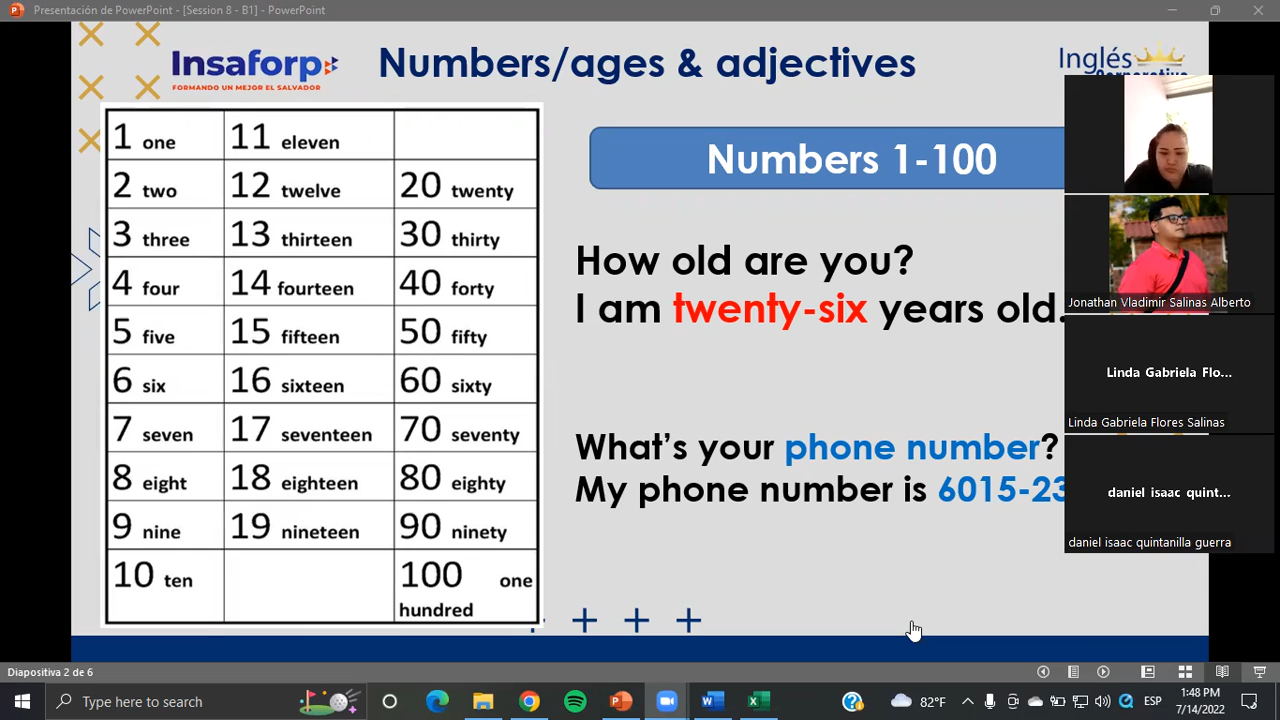 Presentación de PowerPoint - [Session 8 - B1] - PowerPoint
Insaforp
FORMANDO UN MEJOR EL SALVADOR
Numbers/ages & adjectives
Inglés
1 one 11 eleven
2 two 12 twelve 20 twenty
3 three 13 thirteen 30 thirty
4 four 14 fourteen 40 forty
5 five 15 fifteen 50 fifty
6 six 16 sixteen 60 sixty
7 seven 17 seventeen 70 seventy
8 eight 18 eighteen 80 eighty
9 nine 19 nineteen 90 ninety
10 ten 100 one
hundred
Numbers 1-100
How old are you?
I am twenty-six years old.
What’s your phone number?
My phone number is 6015-23
Jonathan Vladimir Salinas Alberto
Linda Gabriela Flo...
Linda Gabriela Flores Salinas
daniel isaac quint...
daniel isaac quintanilla guerra
Diapositiva 2 de 6
Type here to search
82°F
ESP
1:48 PM
7/14/2022